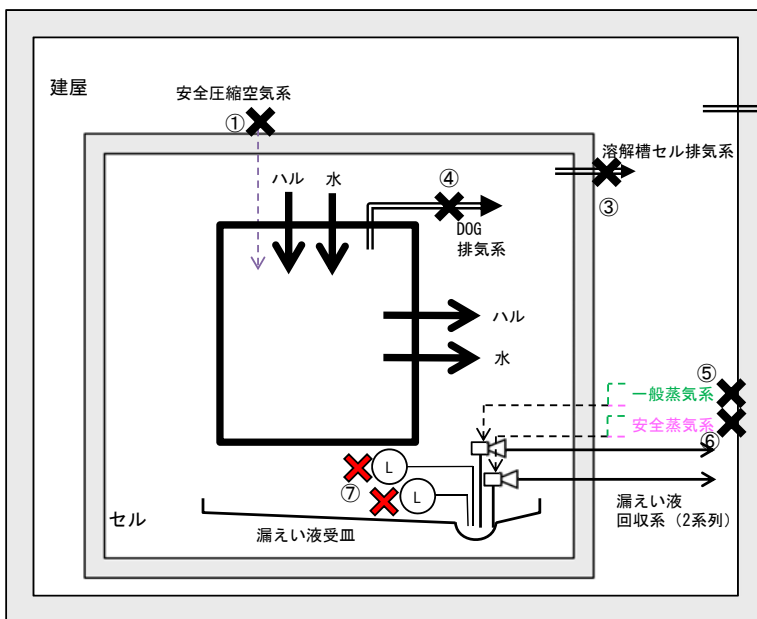 建屋
安全圧縮空気系
①
溶解槽セル排気系
③
ハル
水
④
DOG
排気系
ハル
水
⑤
一般蒸気系
安全蒸気系
⑥
L
⑦
L
漏えい液
回収系（2系列）
セル
漏えい液受皿